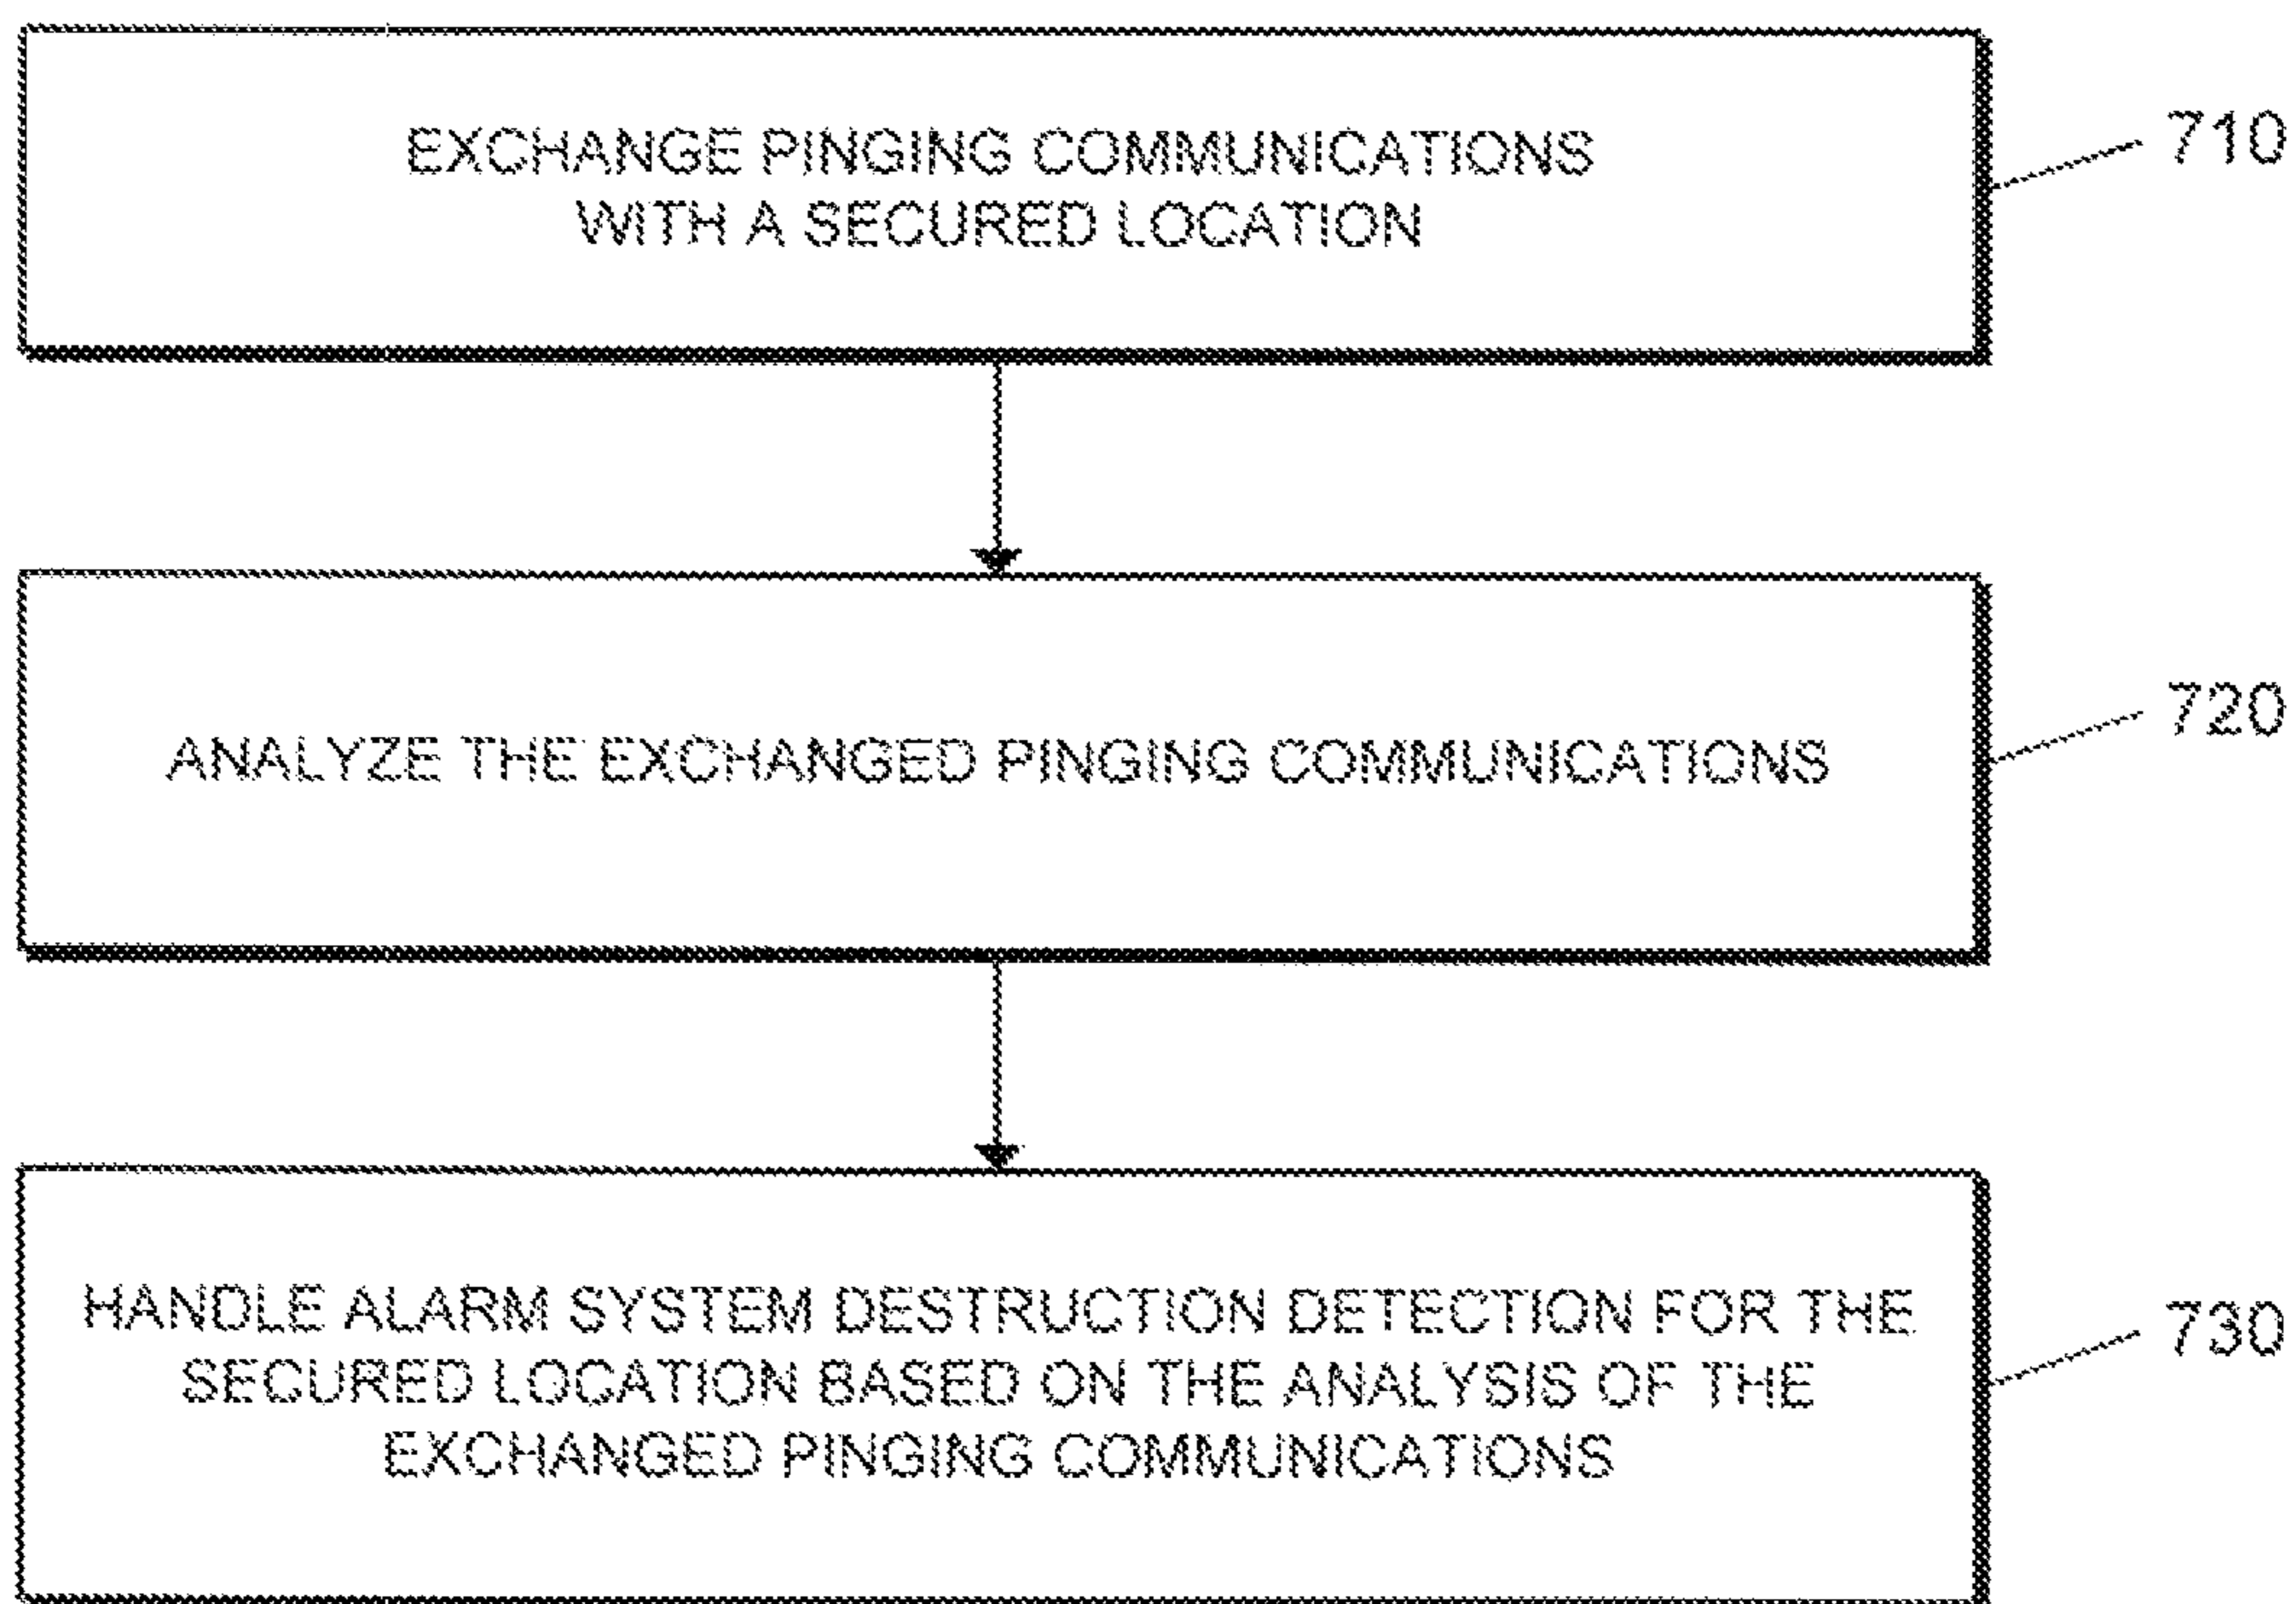 EXCHANGE PINGING COMMUNICATIONS
WITH A SECURED LOCATION
710
ANALYZE THE EXCHANGED PINGING COMMUNICATIONS
720
HANDLE ALARM SYSTEM DESTRUCTION DETECTION FOR THE
SECURED LOCATION BASED ON THE ANALYSIS OF THE
EXCHANGED PINGING COMMUNICATIONS
730